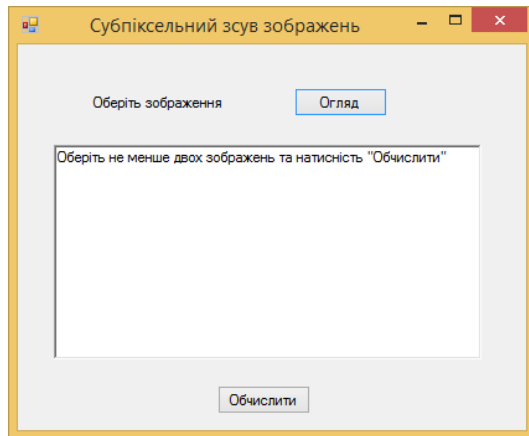 Субпіксельний зсув зображень
Оберіть зображення Огляд
Оберіть не менше двох зображень та натисність "Обчислити"
Обчислити